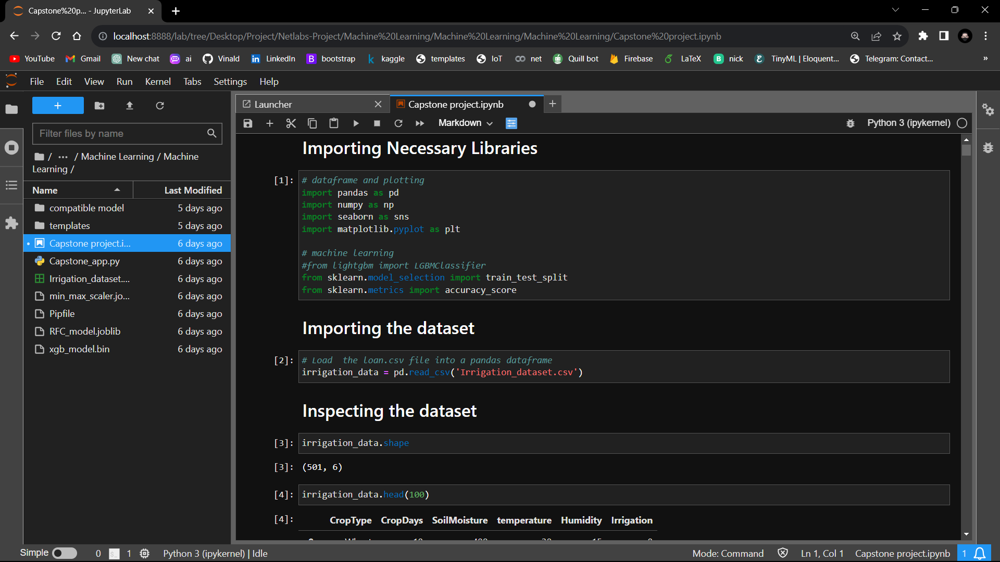 Capstone%20p... - JupyterLab
localhost:8888/lab/tree/Desktop/Project/Netlabs-Project/Machine%20Learning/Machine%20Learning/Machine%20Learning/Capstone%20project.ipynb
YouTube Gmail New chat ai Vinald LinkedIn bootstrap kaggle templates IoT net Quill bot Firebase LaTeX nick TinyML | Eloquent... Telegram: Contact... »
File Edit View Run Kernel Tabs Settings Help
Launcher Capstone project.ipynb
Markdown Python 3 (ipykernel)
Filter files by name
/ ... / Machine Learning / Machine
Learning /
Name Last Modified
compatible model 5 days ago
templates 5 days ago
Capstone project.i... 6 days ago
Capstone_app.py 6 days ago
Irrigation_dataset.... 6 days ago
min_max_scaler.jo... 6 days ago
Pipfile 6 days ago
RFC_model.joblib 6 days ago
xgb_model.bin 6 days ago
Importing Necessary Libraries
[1]: # dataframe and plotting
import pandas as pd
import numpy as np
import seaborn as sns
import matplotlib.pyplot as plt
# machine learning
#from lightgbm import LGBMClassifier
from sklearn.model_selection import train_test_split
from sklearn.metrics import accuracy_score
Importing the dataset
[2]: # Load  the loan.csv file into a pandas dataframe
irrigation_data = pd.read_csv('Irrigation_dataset.csv')
Inspecting the dataset
[3]: irrigation_data.shape
[3]: (501, 6)
[4]: irrigation_data.head(100)
[4]: CropType CropDays SoilMoisture temperature Humidity Irrigation
Simple 0 1 Python 3 (ipykernel) | Idle Mode: Command Ln 1, Col 1 Capstone project.ipynb 1